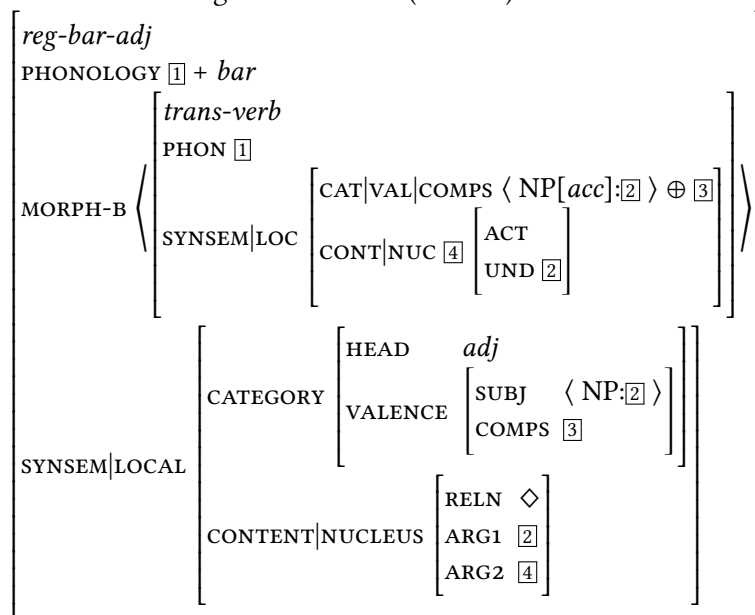 reg-bar-adj
PHONOLOGY 1 + bar
trans-verb
PHON 1
MORPH-B ⟨ ⟩
CAT|VAL|COMPS ⟨ NP[acc]:2 ⟩ ⊕ 3
SYNSEM|LOC
CONT|NUC 4
ACT
UND 2
HEAD adj
CATEGORY
VALENCE
SUBJ ⟨ NP:2 ⟩
COMPS 3
SYNSEM|LOCAL
RELN ◇
CONTENT|NUCLEUS
ARG1 2
ARG2 4